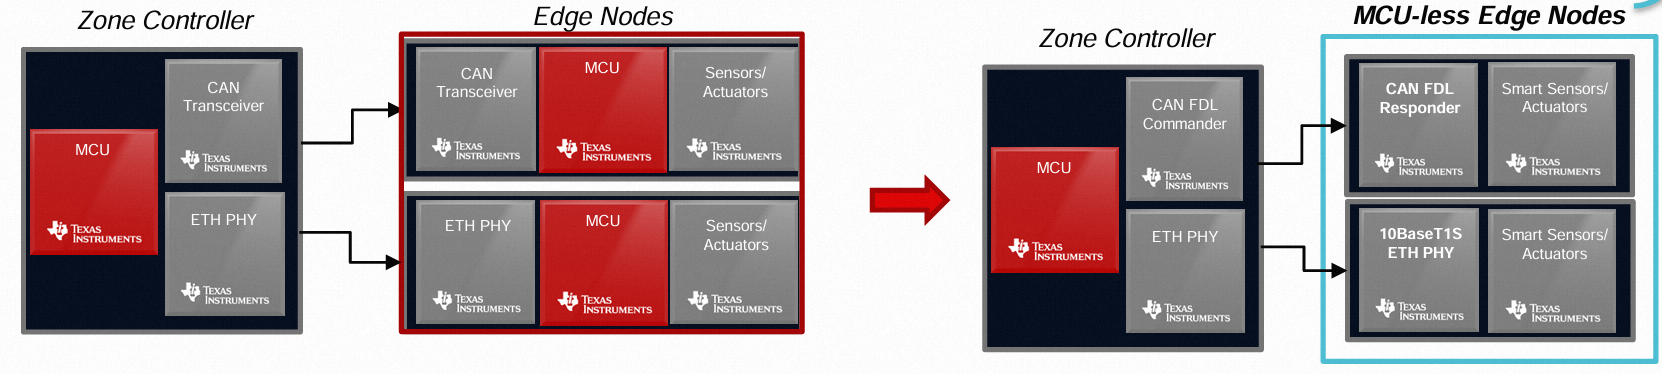 Zone Controller
CAN
Transceiver
TEXAS
INSTRUMENTS
MCU
TEXAS
INSTRUMENTS
ETH PHY
TEXAS
INSTRUMENTS
Edge Nodes
CAN
Transceiver
TEXAS
INSTRUMENTS
MCU
TEXAS
INSTRUMENTS
Sensors/
Actuators
TEXAS
INSTRUMENTS
ETH PHY
TEXAS
INSTRUMENTS
MCU
TEXAS
INSTRUMENTS
Sensors/
Actuators
TEXAS
INSTRUMENTS
Zone Controller
CAN FDL
Commander
TEXAS
INSTRUMENTS
MCU
TEXAS
INSTRUMENTS
ETH PHY
TEXAS
INSTRUMENTS
MCU-less Edge Nodes
CAN FDL
Responder
TEXAS
INSTRUMENTS
Smart Sensors/
Actuators
TEXAS
INSTRUMENTS
10BaseT1S
ETH PHY
TEXAS
INSTRUMENTS
Smart Sensors/
Actuators
TEXAS
INSTRUMENTS